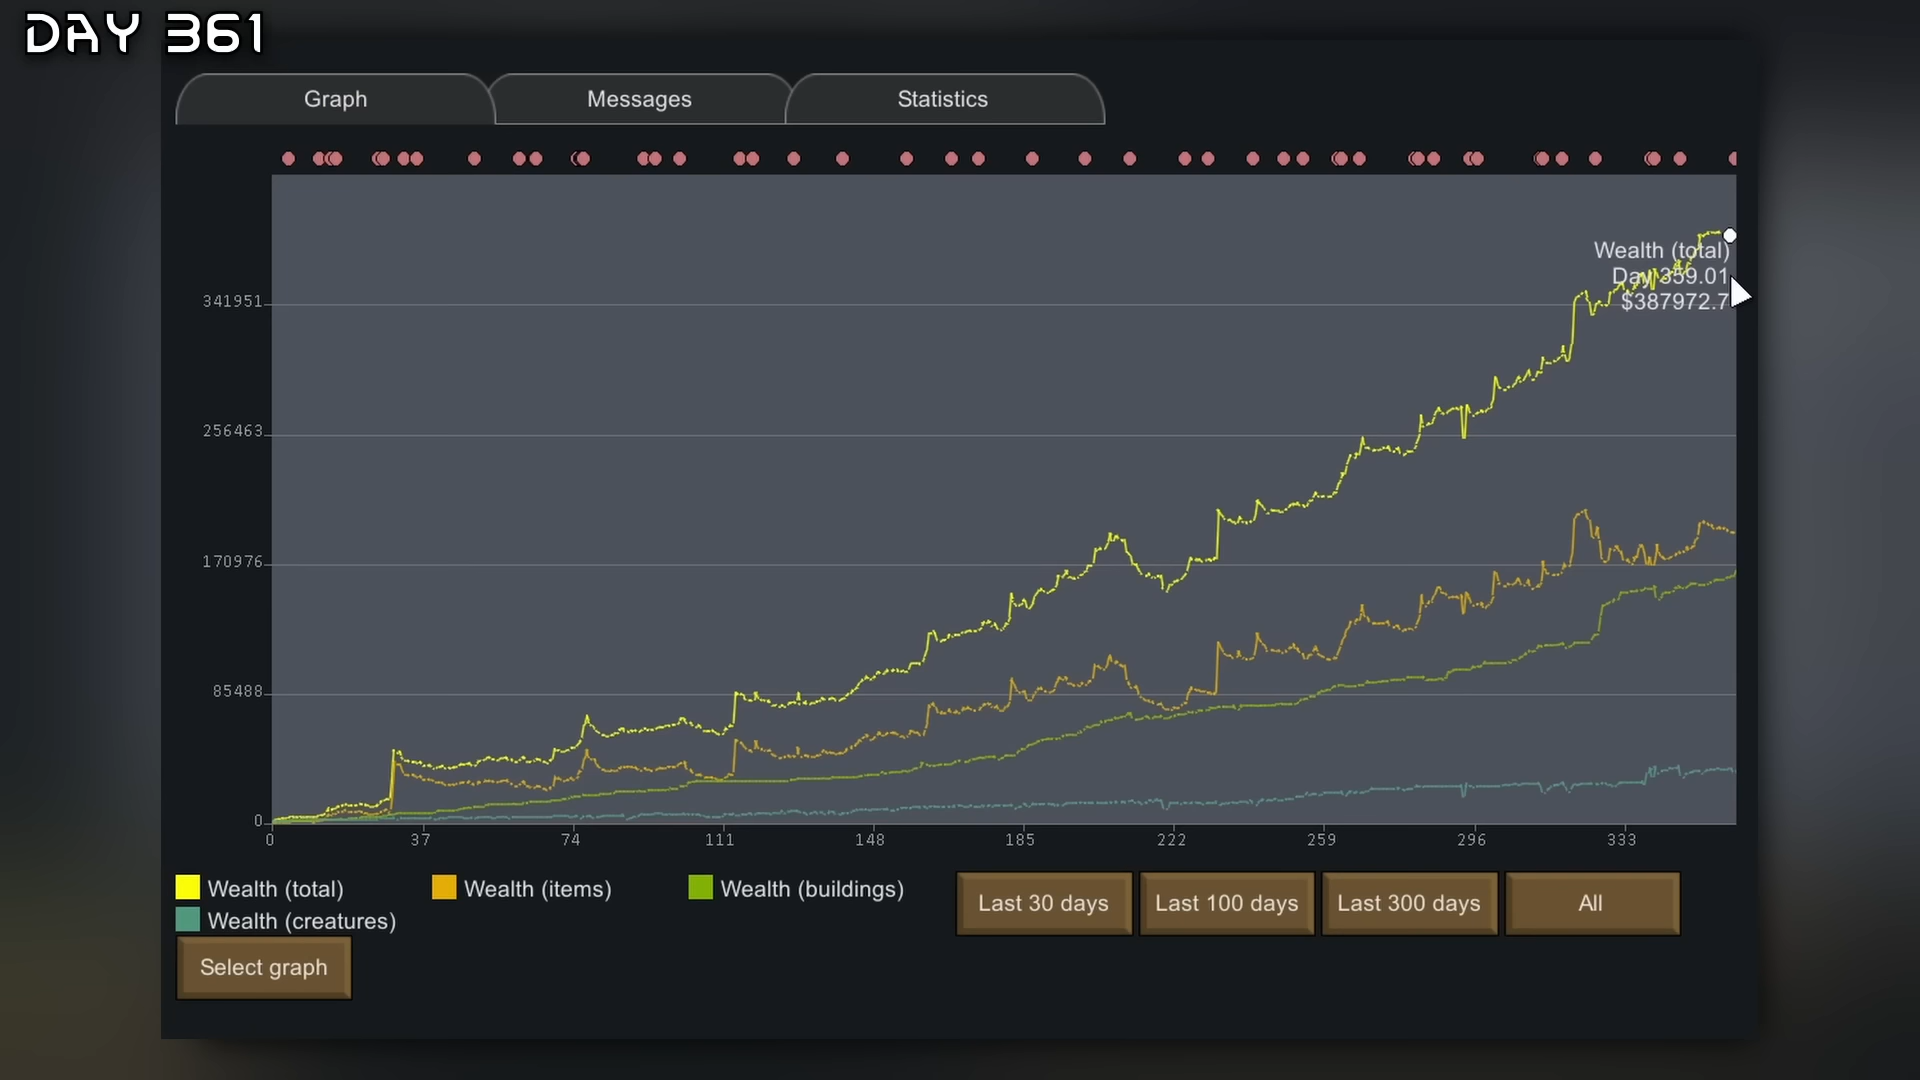 DAY 361
Graph
Messages
Statistics
Wealth (total)
Day 359.01
$387972.7
341951
256463
170976
85488
0
0 37 74 111 148 185 222 259 296 333
Wealth (total) Wealth (items) Wealth (buildings)
Wealth (creatures)
Last 30 days
Last 100 days
Last 300 days
All
Select graph